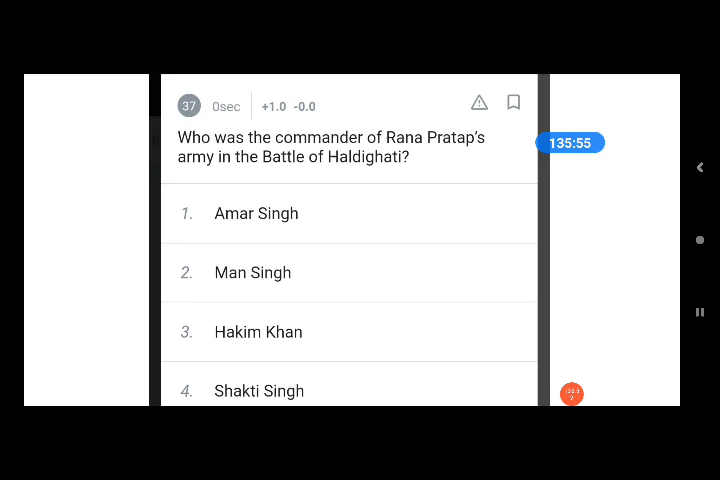 37 0sec +1.0 -0.0
Who was the commander of Rana Pratap's
army in the Battle of Haldighati?
135:55
1. Amar Singh
2. Man Singh
3. Hakim Khan
4. Shakti Singh